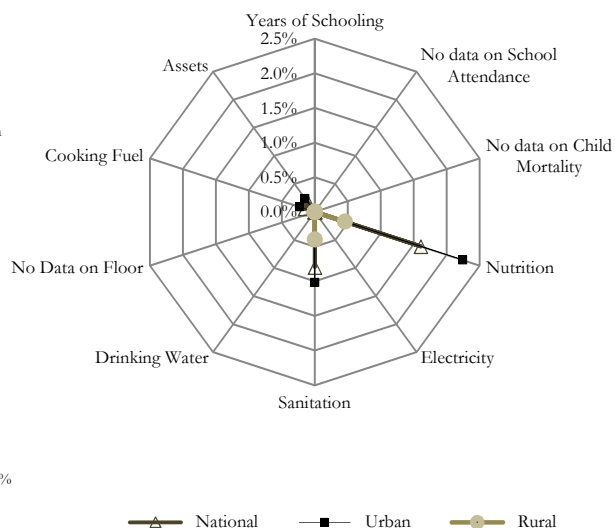 Years of Schooling
2.5%
No data on School
Attendance
Assets
2.0%
1.5%
No data on Child
Mortality
Cooking Fuel
1.0%
0.5%
0.0%
No Data on Floor
Nutrition
Drinking Water
Electricity
Sanitation
%
National
Urban
Rural